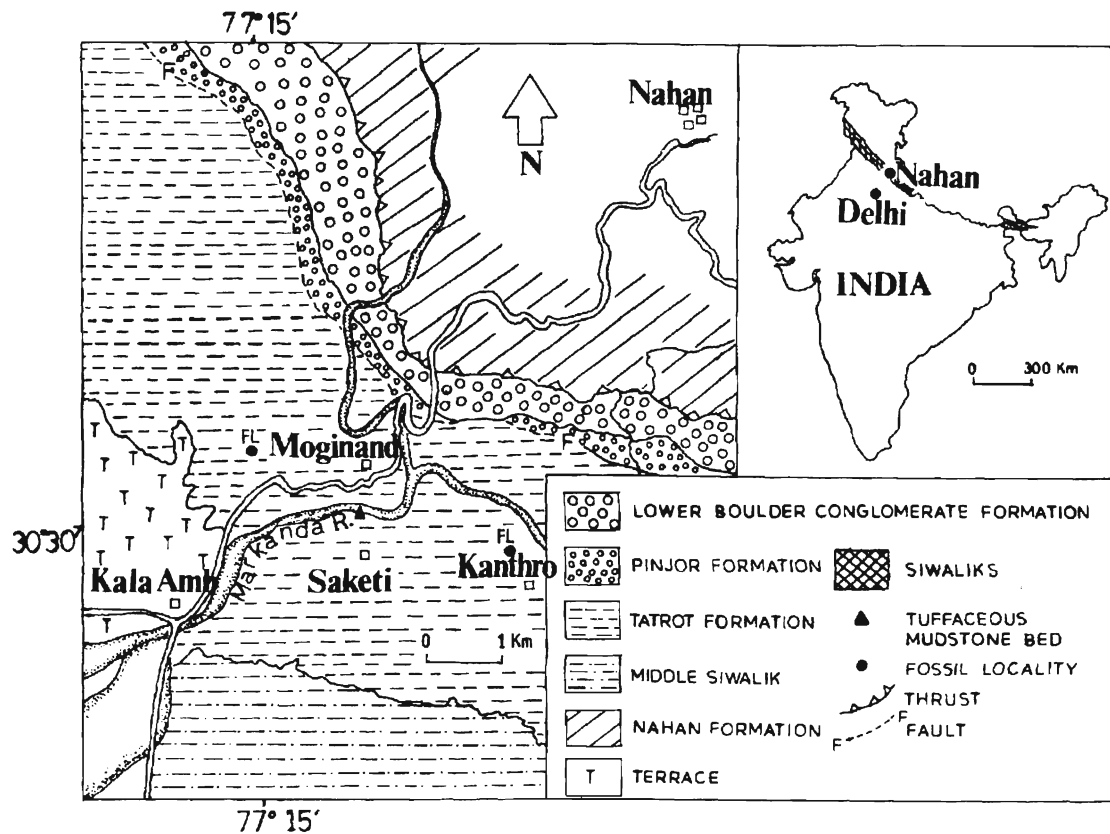 77° 15'
F
N
Nahan
Nahan
Delhi
INDIA
0 300 Km
FL
Moginand
F
T T T T T T T T T
30°30'
Markanda R.
FL
Kala Amb
Saketi
Kanthro
0 1 Km
T
77° 15'
LOWER BOULDER CONGLOMERATE FORMATION
PINJOR FORMATION
SIWALIKS
TATROT FORMATION
TUFFACEOUS
MUDSTONE BED
FOSSIL LOCALITY
MIDDLE SIWALIK
THRUST
F F FAULT
NAHAN FORMATION
T TERRACE